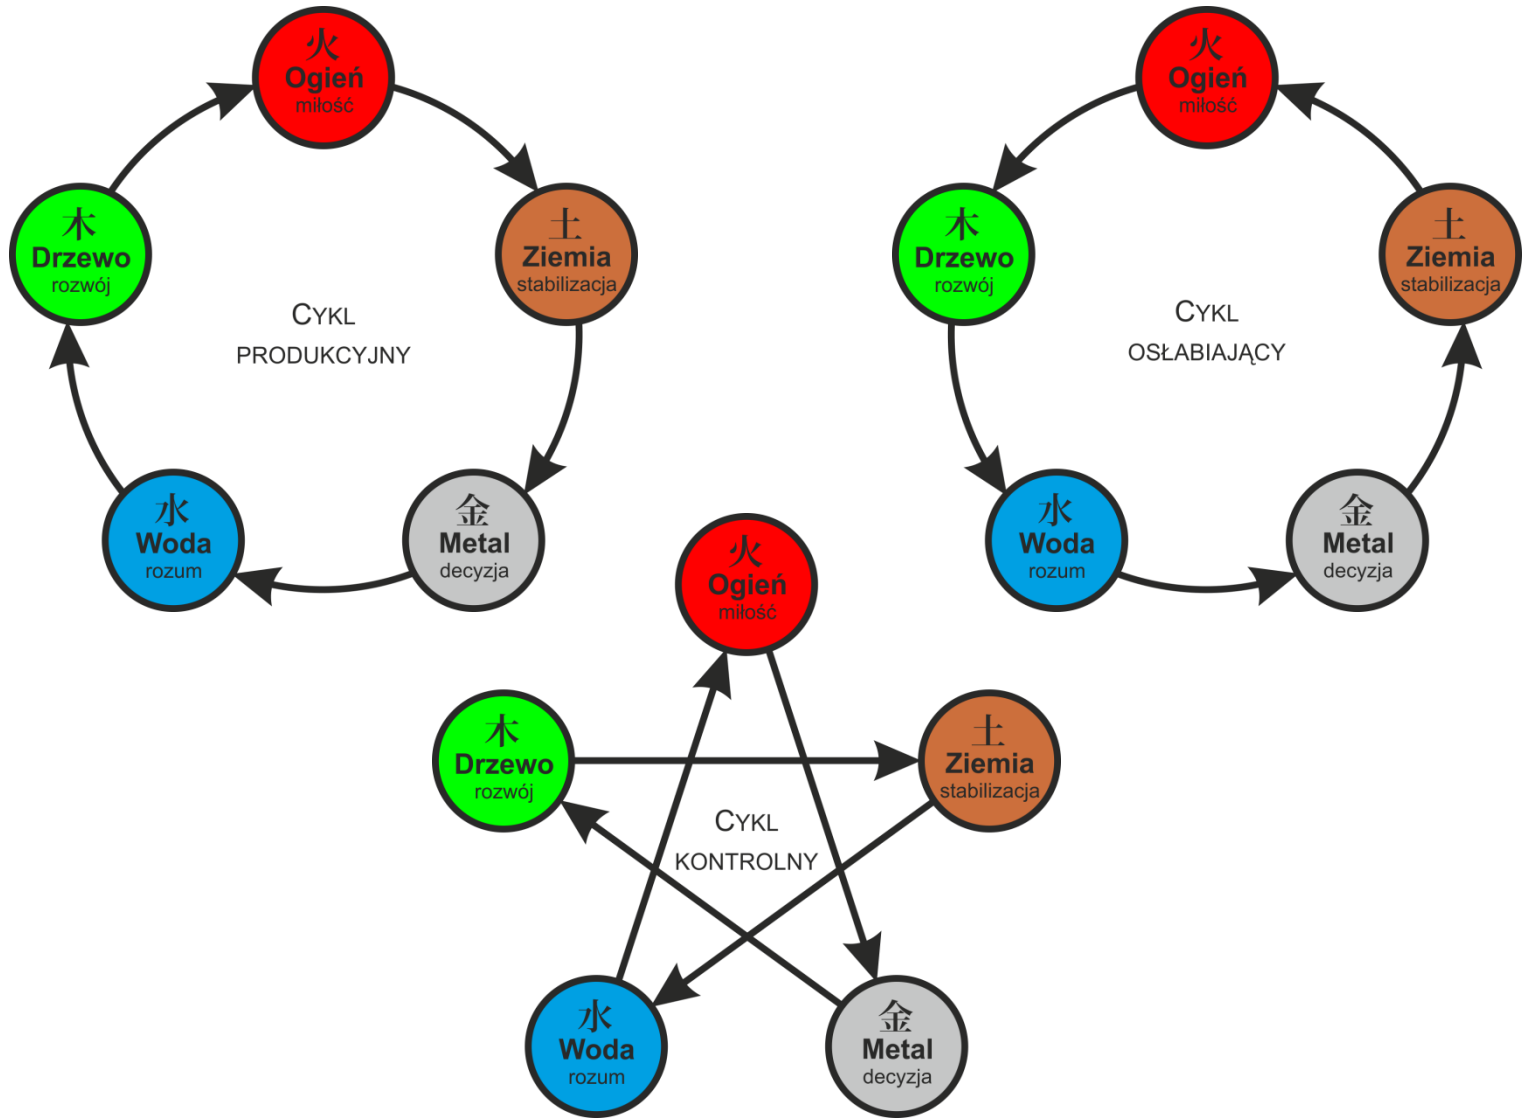 火
Ogień
miłość
土
Ziemia
stabilizacja
金
Metal
decyzja
水
Woda
rozum
木
Drzewo
rozwój
Cykl
produkcyjny
火
Ogień
miłość
土
Ziemia
stabilizacja
金
Metal
decyzja
水
Woda
rozum
木
Drzewo
rozwój
Cykl
osłabiający
火
Ogień
miłość
土
Ziemia
stabilizacja
金
Metal
decyzja
水
Woda
rozum
木
Drzewo
rozwój
Cykl
kontrolny